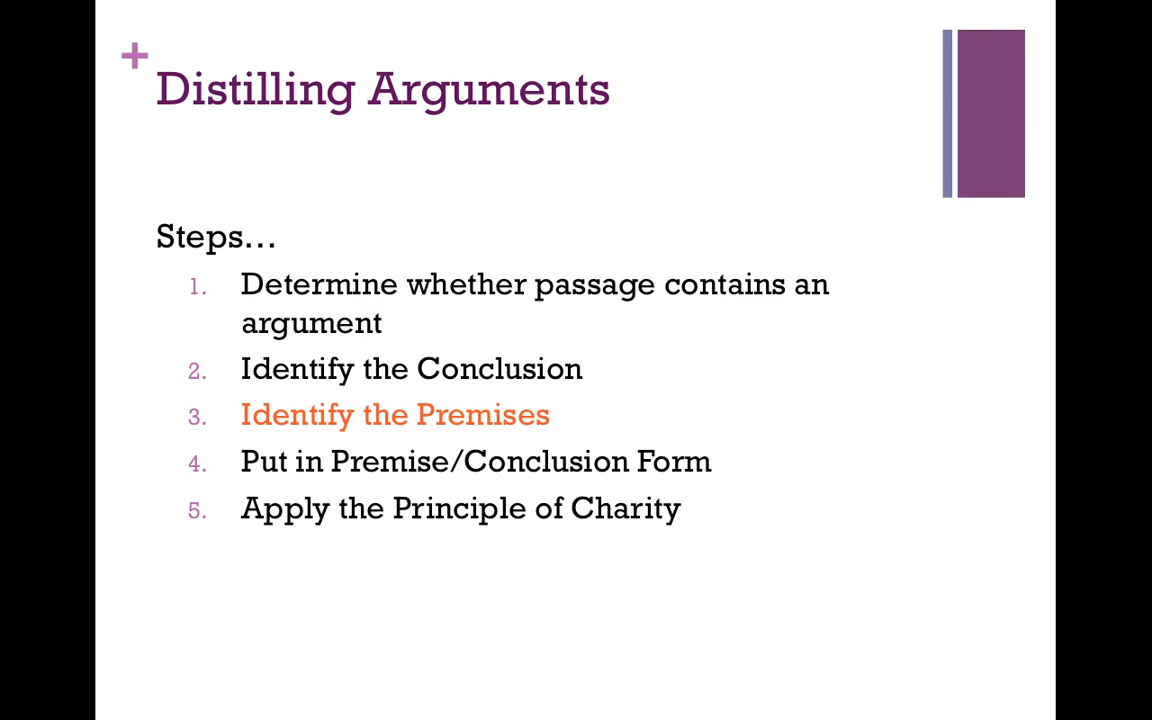 +
Distilling Arguments
Steps…
1. Determine whether passage contains an
argument
2. Identify the Conclusion
3. Identify the Premises
4. Put in Premise/Conclusion Form
5. Apply the Principle of Charity